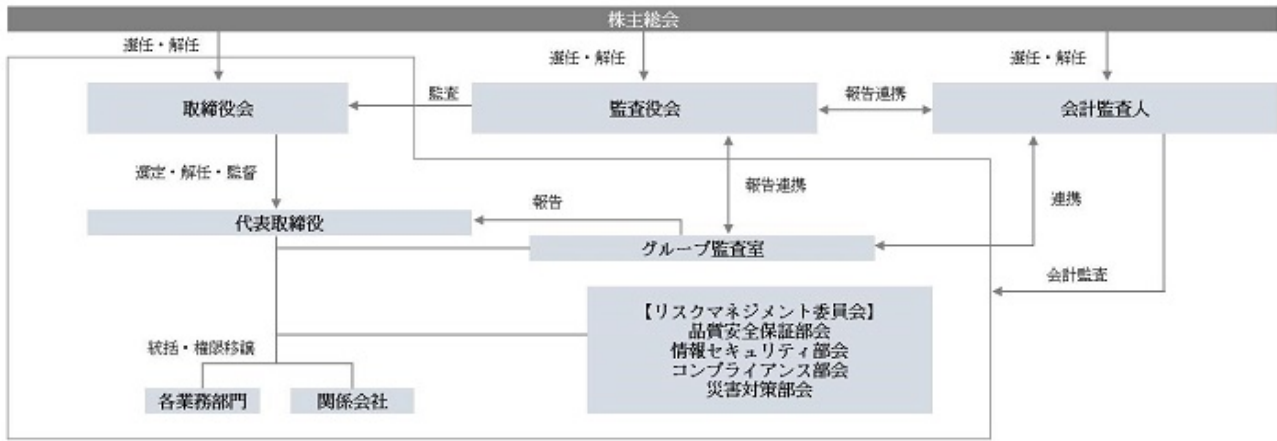 株主総会
選任・解任
選任・解任
選任・解任
取締役会
監査
監査役会
報告連携
会計監査人
選定・解任・監督
報告連携
連携
代表取締役
報告
グループ監査室
会計監査
【リスクマネジメント委員会】
品質安全保証部会
情報セキュリティ部会
コンプライアンス部会
災害対策部会
統括・権限移譲
各業務部門
関係会社